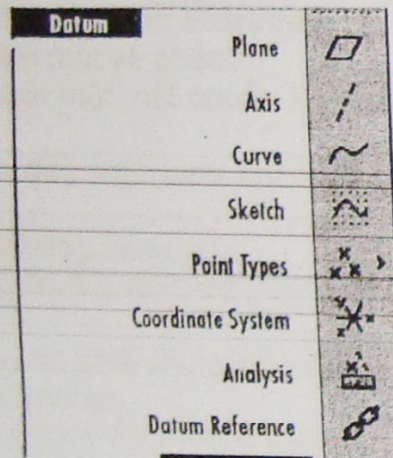 Datum
Plane
Axis
Curve
Sketch
Point Types
Coordinate System
Analysis
Datum Reference